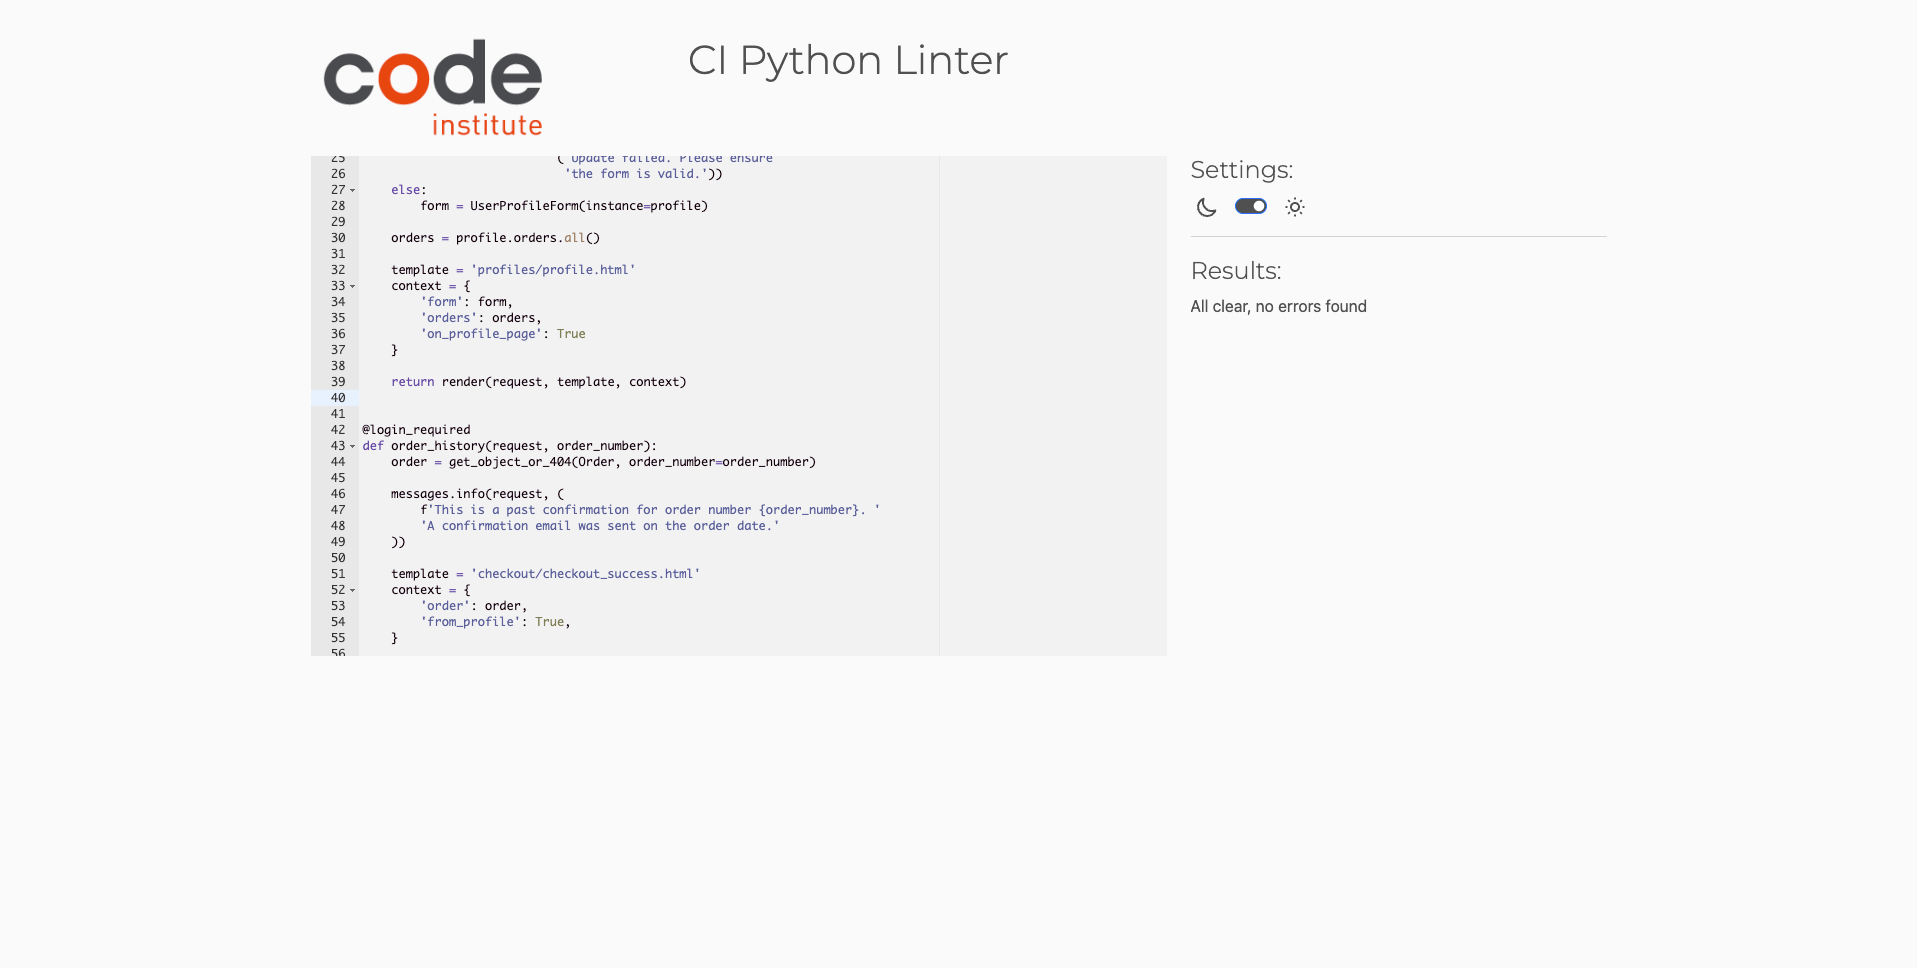 code
institute
CI Python Linter
25 ('Update failed. Please ensure
26 'the form is valid.'))
27 else:
28 form = UserProfileForm(instance=profile)
29
30 orders = profile.orders.all()
31
32 template = 'profiles/profile.html'
33 context = {
34 'form': form,
35 'orders': orders,
36 'on_profile_page': True
37 }
38
39 return render(request, template, context)
40
41
42 @login_required
43 def order_history(request, order_number):
44 order = get_object_or_404(Order, order_number=order_number)
45
46 messages.info(request, (
47 f'This is a past confirmation for order number {order_number}. '
48 'A confirmation email was sent on the order date.'
49 ))
50
51 template = 'checkout/checkout_success.html'
52 context = {
53 'order': order,
54 'from_profile': True,
55 }
56
Settings:
Results:
All clear, no errors found